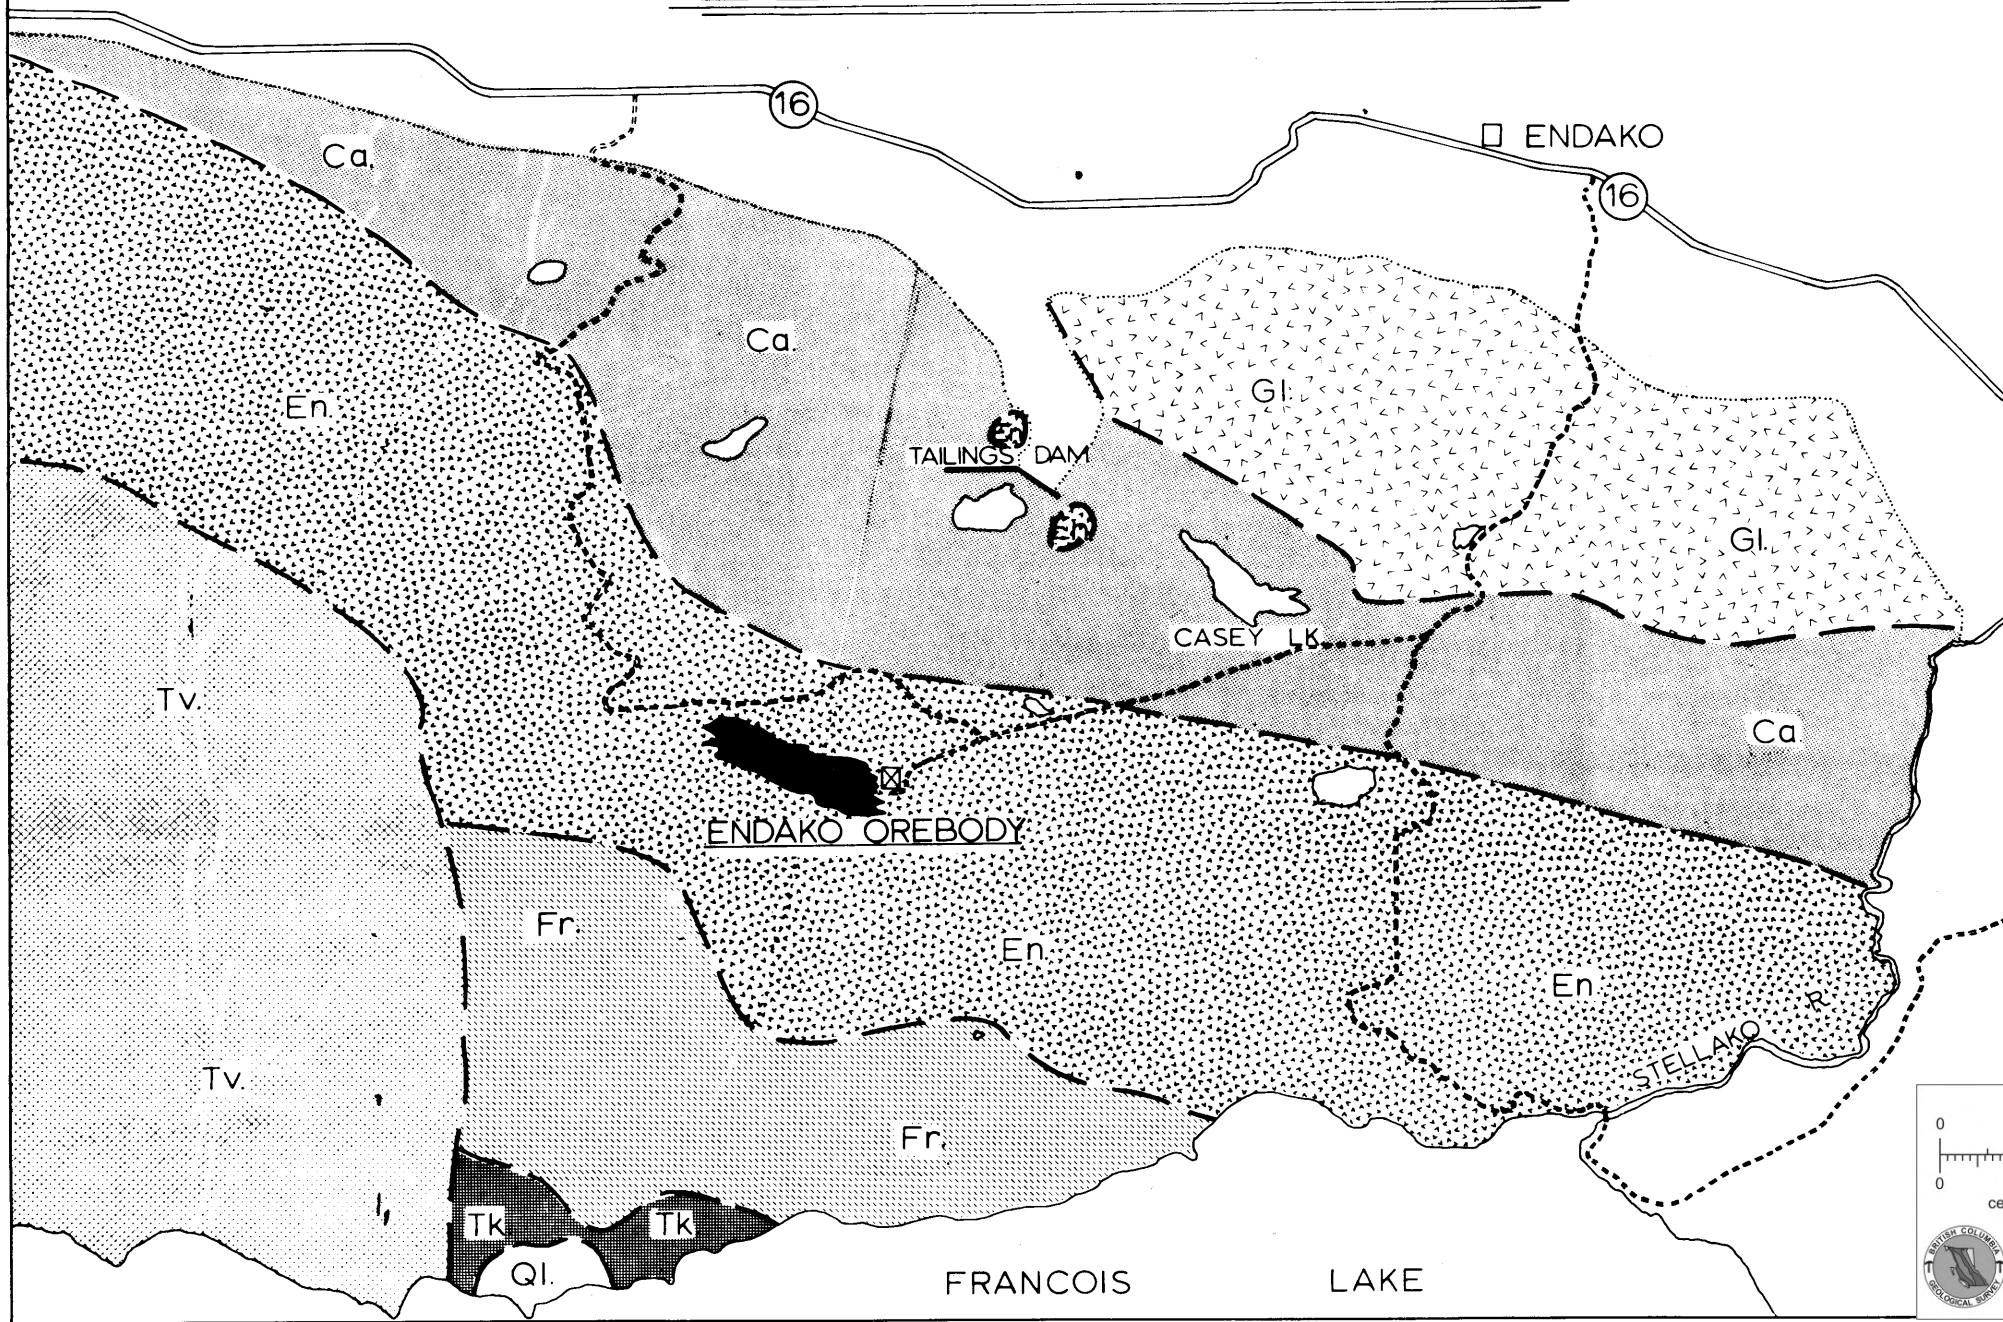 16
ENDAKO
Ca.
16
Ca.
Gl.
En.
En
TAILINGS DAM
En
Gl.
CASEY LK.
Tv.
Ca.
ENDAKO OREBODY
Fr.
En.
En.
STELLAKO R
Tv.
Fr.
Tk
Tk
Ql.
FRANCOIS LAKE
0
0
ce
BRITISH COLUMBIA
GEOLOGICAL SURVEY